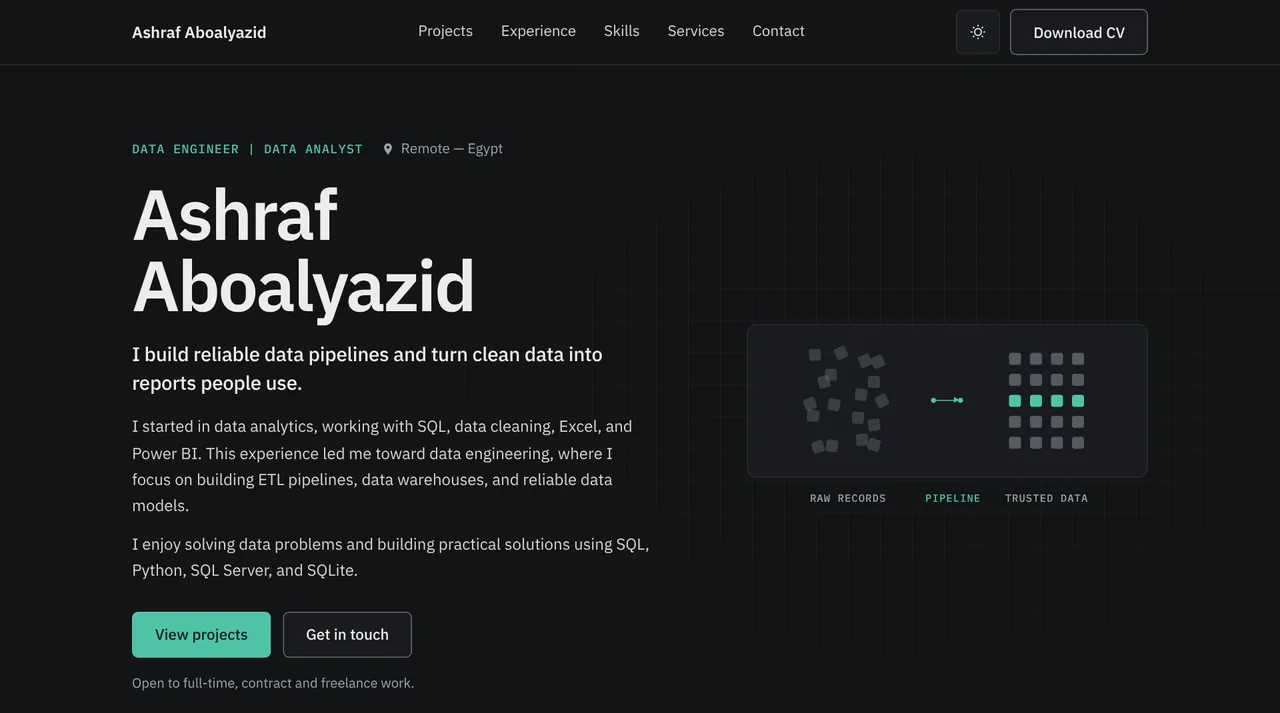 Ashraf Aboalyazid
Projects
Experience
Skills
Services
Contact
Download CV
DATA ENGINEER | DATA ANALYST
Remote — Egypt
Ashraf
Aboalyazid
I build reliable data pipelines and turn clean data into
reports people use.
I started in data analytics, working with SQL, data cleaning, Excel, and
Power BI. This experience led me toward data engineering, where I
focus on building ETL pipelines, data warehouses, and reliable data
models.
I enjoy solving data problems and building practical solutions using SQL,
Python, SQL Server, and SQLite.
View projects
Get in touch
Open to full-time, contract and freelance work.
RAW RECORDS
PIPELINE
TRUSTED DATA